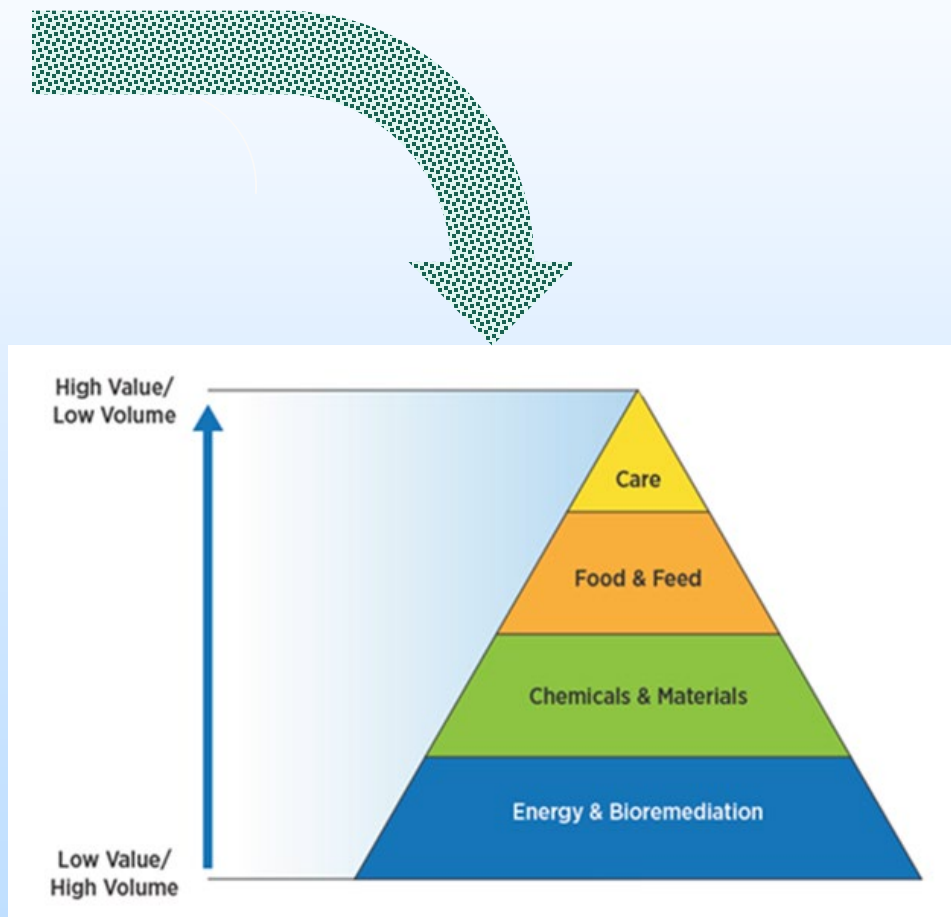 High Value/
Low Volume
Care
Food & Feed
Chemicals & Materials
Energy & Bioremediation
Low Value/
High Volume